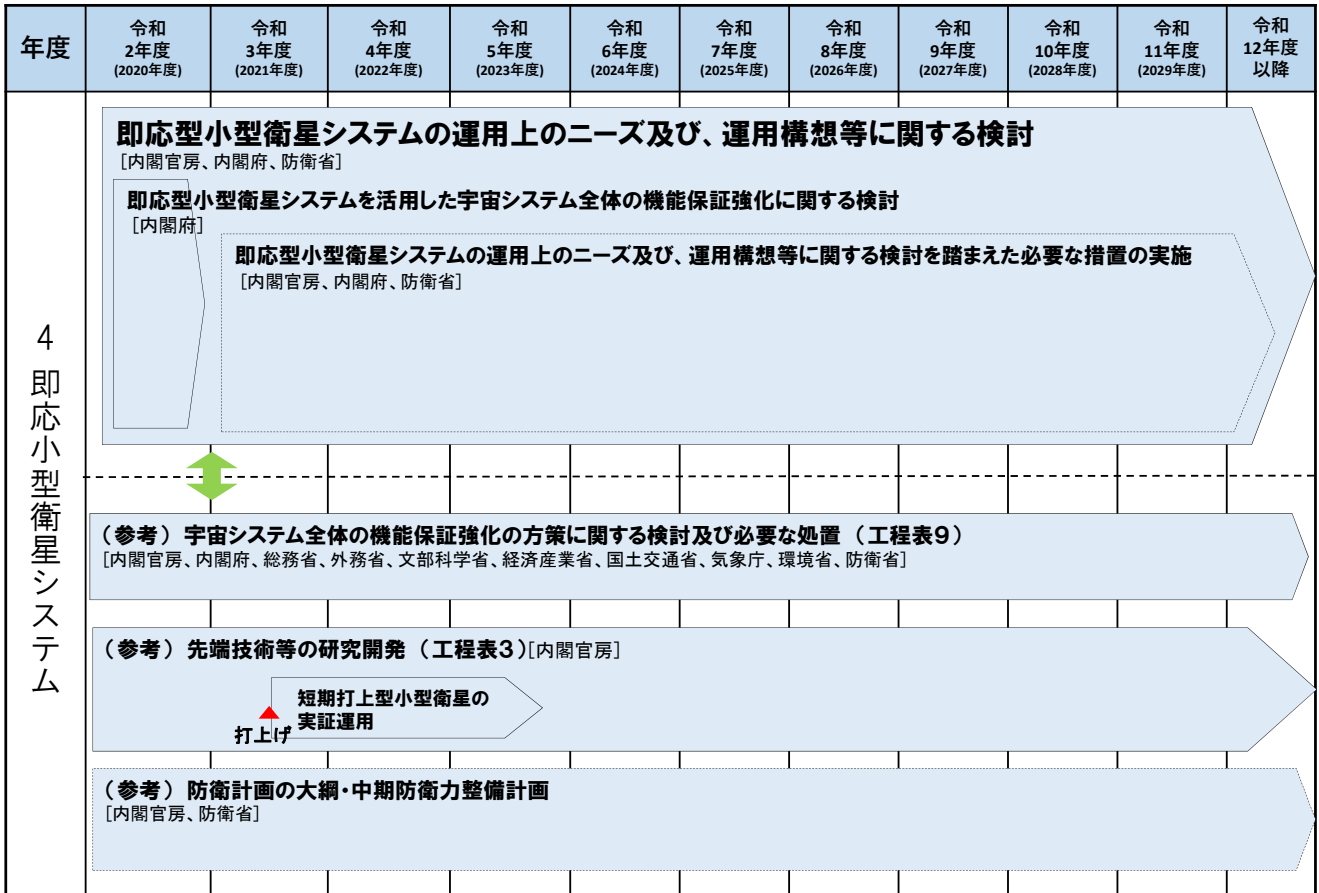 年度
令和
2年度
(2020年度)
令和
3年度
(2021年度)
令和
4年度
(2022年度)
令和
5年度
(2023年度)
令和
6年度
(2024年度)
令和
7年度
(2025年度)
令和
8年度
(2026年度)
令和
9年度
(2027年度)
令和
10年度
(2028年度)
令和
11年度
(2029年度)
令和
12年度
以降
4 即応小型衛星システム
即応型小型衛星システムの運用上のニーズ及び、運用構想等に関する検討
[内閣官房、内閣府、防衛省]
即応型小型衛星システムを活用した宇宙システム全体の機能保証強化に関する検討
[内閣府]
即応型小型衛星システムの運用上のニーズ及び、運用構想等に関する検討を踏まえた必要な措置の実施
[内閣官房、内閣府、防衛省]
(参考) 宇宙システム全体の機能保証強化の方策に関する検討及び必要な処置 (工程表9)
[内閣官房、内閣府、総務省、外務省、文部科学省、経済産業省、国土交通省、気象庁、環境省、防衛省]
(参考) 先端技術等の研究開発 (工程表3)[内閣官房]
短期打上型小型衛星の
実証運用
打上げ
(参考) 防衛計画の大綱・中期防衛力整備計画
[内閣官房、防衛省]